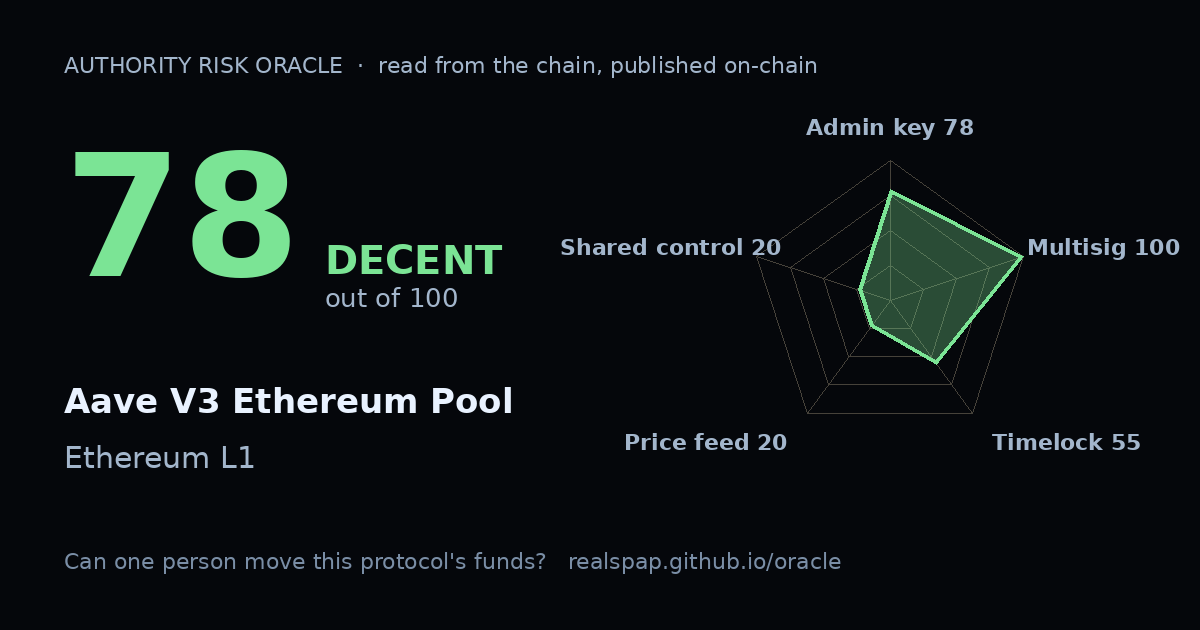 AUTHORITY RISK ORACLE · read from the chain, published on-chain
78
DECENT
out of 100
Aave V3 Ethereum Pool
Ethereum L1
Admin key 78
Shared control 20
Multisig 100
Price feed 20
Timelock 55
Can one person move this protocol's funds? realspap.github.io/oracle